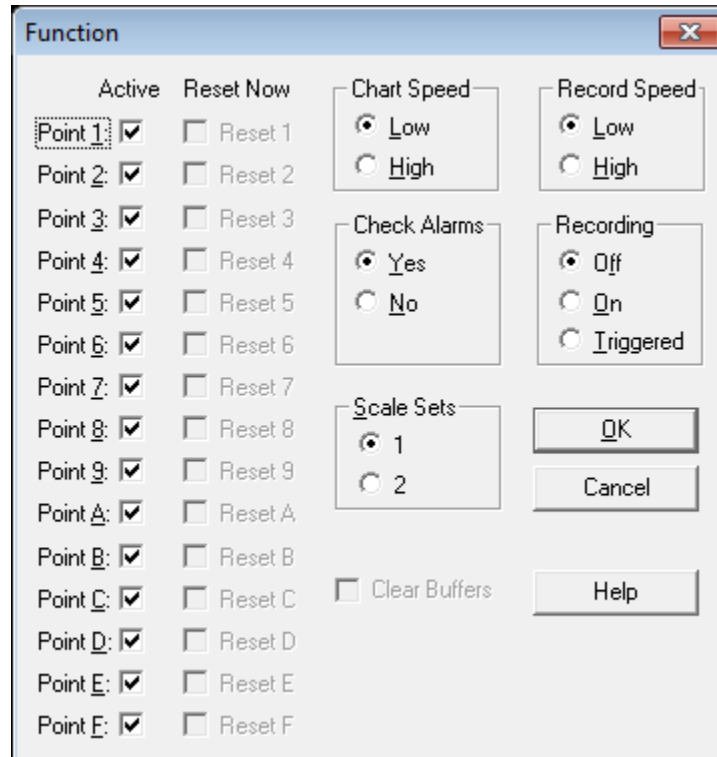 Function
Active Reset Now
Point 1: Reset 1
Point 2: Reset 2
Point 3: Reset 3
Point 4: Reset 4
Point 5: Reset 5
Point 6: Reset 6
Point 7: Reset 7
Point 8: Reset 8
Point 9: Reset 9
Point A: Reset A
Point B: Reset B
Point C: Reset C
Point D: Reset D
Point E: Reset E
Point F: Reset F
Chart Speed
Low
High
Check Alarms
Yes
No
Scale Sets
1
2
Clear Buffers
Record Speed
Low
High
Recording
Off
On
Triggered
OK
Cancel
Help